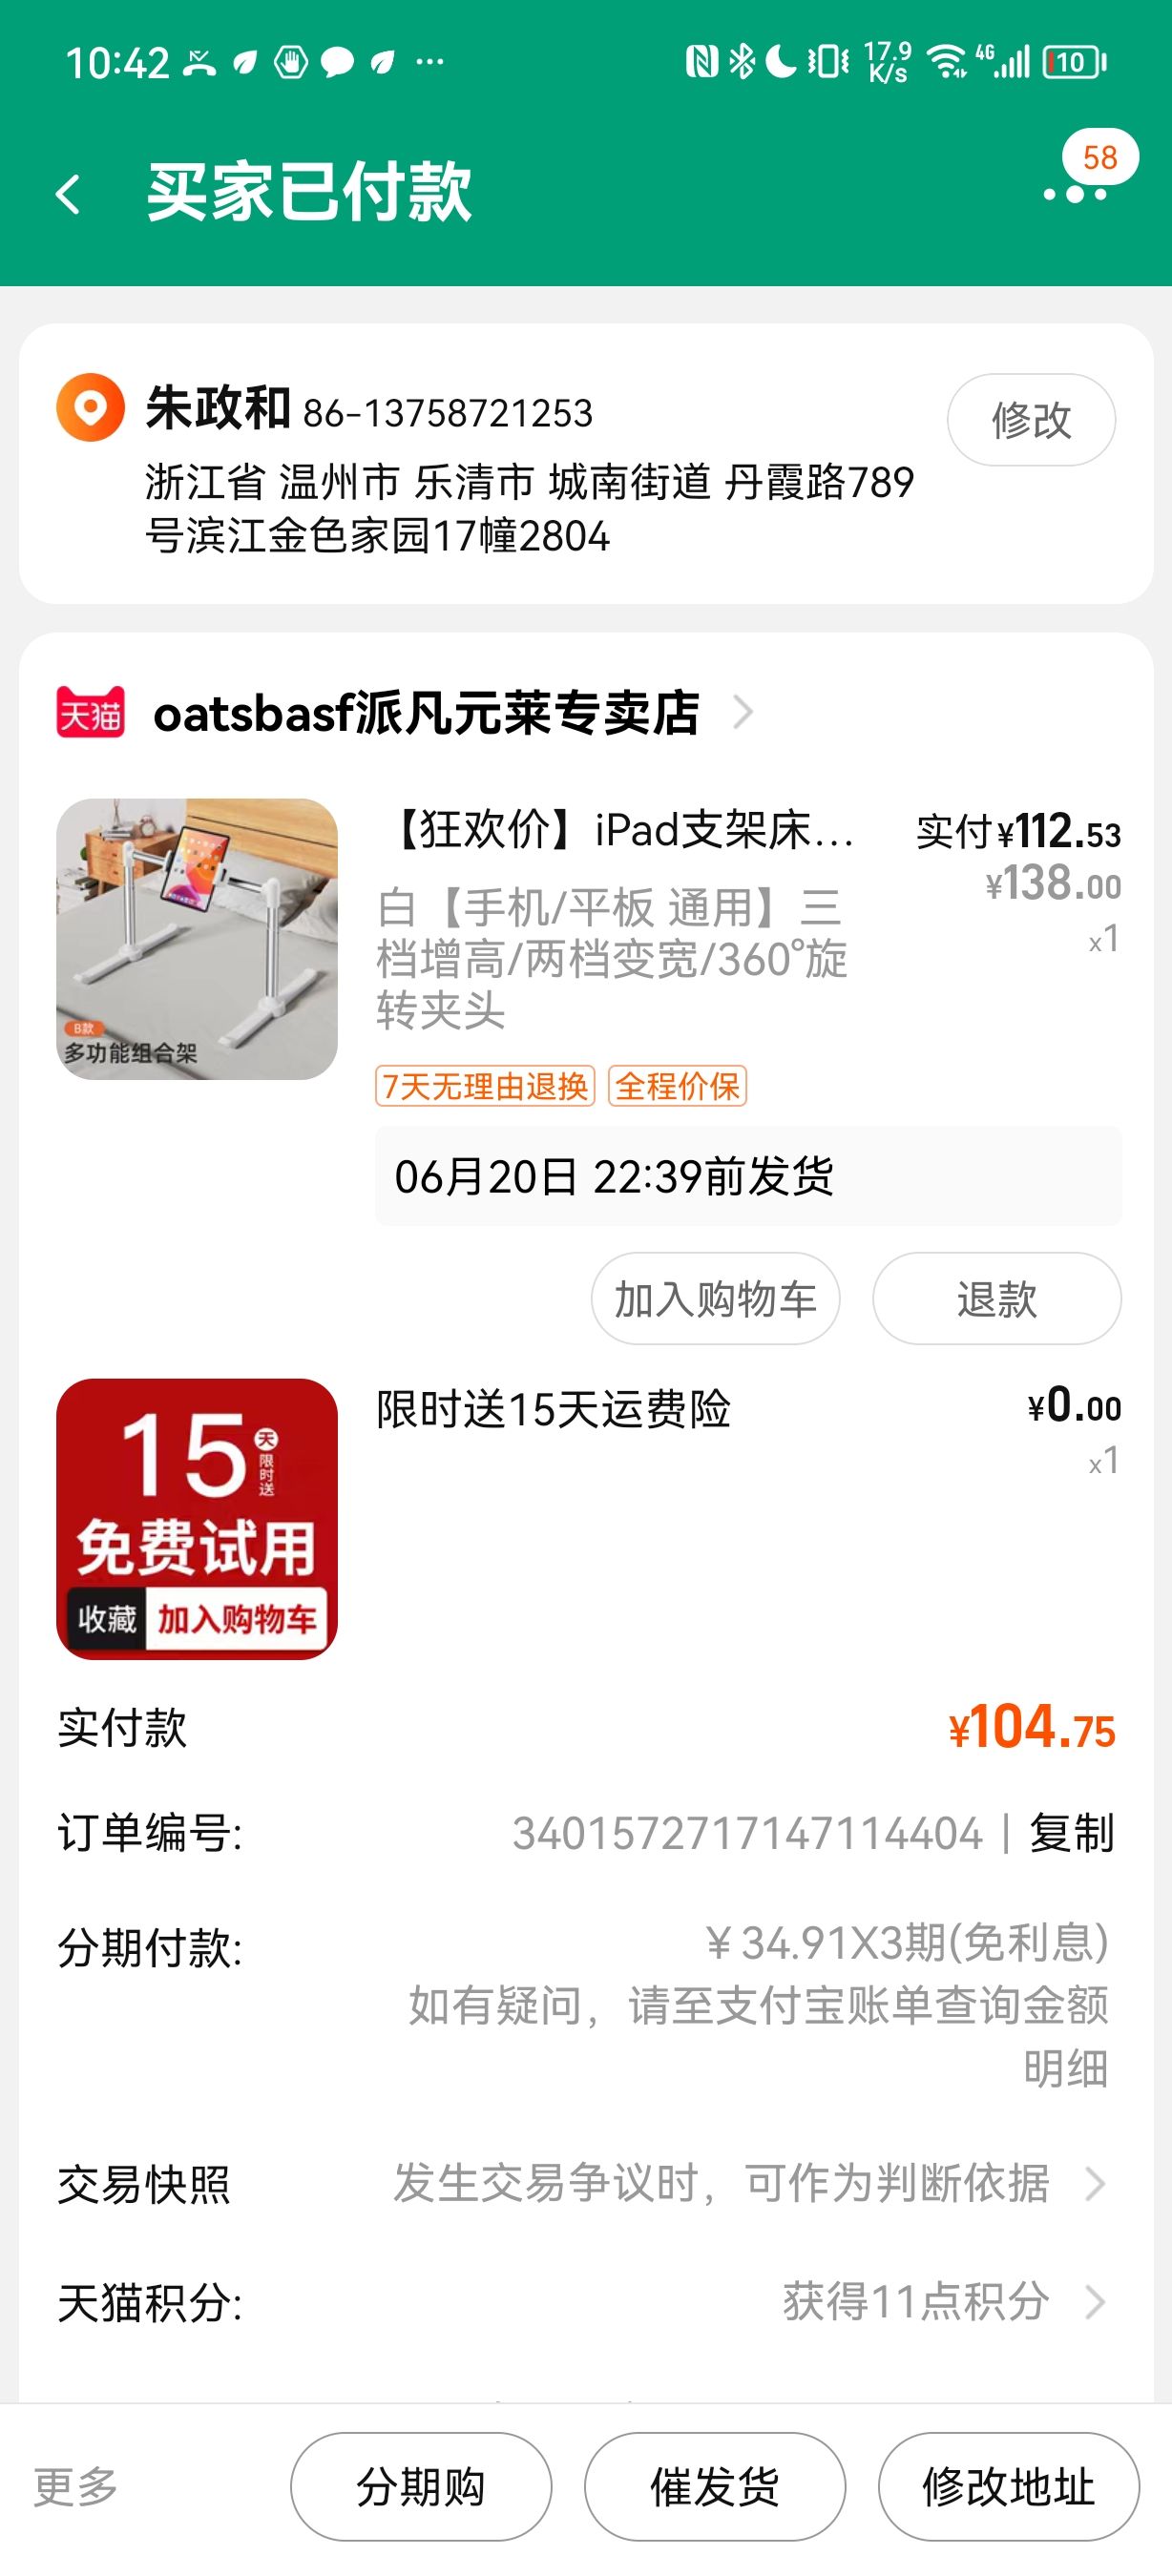 10:42
17.9
K/s
4G
10
买家已付款
58
朱政和 86-13758721253
修改
浙江省 温州市 乐清市 城南街道 丹霞路789
号滨江金色家园17幢2804
天猫 oatsbasf派凡元莱专卖店
【狂欢价】iPad支架床... 实付¥112.53
¥138.00
x1
白【手机/平板 通用】三
档增高/两档变宽/360°旋
转夹头
B款
多功能组合架
7天无理由退换 全程价保
06月20日 22:39前发货
加入购物车 退款
15天限时送
免费试用
收藏 加入购物车
限时送15天运费险 ¥0.00
x1
实付款 ¥104.75
订单编号: 3401572717147114404 | 复制
分期付款: ¥ 34.91X3期(免利息)
如有疑问，请至支付宝账单查询金额
明细
交易快照 发生交易争议时，可作为判断依据
天猫积分: 获得11点积分
更多 分期购 催发货 修改地址